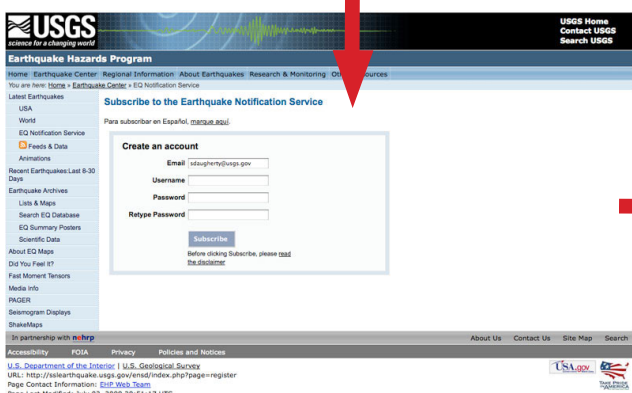 USGS
science for a changing world
USGS Home
Contact USGS
Search USGS
Earthquake Hazards Program
Home Earthquake Center Regional Information About Earthquakes Research & Monitoring
You are here: Home » Earthquake Center » EQ Notification Service
Latest Earthquakes
USA
World
EQ Notification Service
Feeds & Data
Animations
Recent Earthquakes:Last 8-30
Days
Earthquake Archives
Lists & Maps
Search EQ Database
EQ Summary Posters
Scientific Data
About EQ Maps
Did You Feel It?
Fast Moment Tensors
Media Info
PAGER
Seismogram Displays
ShakeMaps
Subscribe to the Earthquake Notification Service
Para subscribar en Español, marque aquí.
Create an account
Email sdaugherty@usgs.gov
Username
Password
Retype Password
Subscribe
Before clicking Subscribe, please read
the disclaimer
In partnership with nehrp
About Us Contact Us Site Map Search
Accessibility FOIA Privacy Policies and Notices
U.S. Department of the Interior | U.S. Geological Survey
URL: http://sslearthquake.usgs.gov/ensd/index.php?page=register
Page Contact Information: EHP Web Team
USA.gov
TAKE PRIDE
IN AMERICA